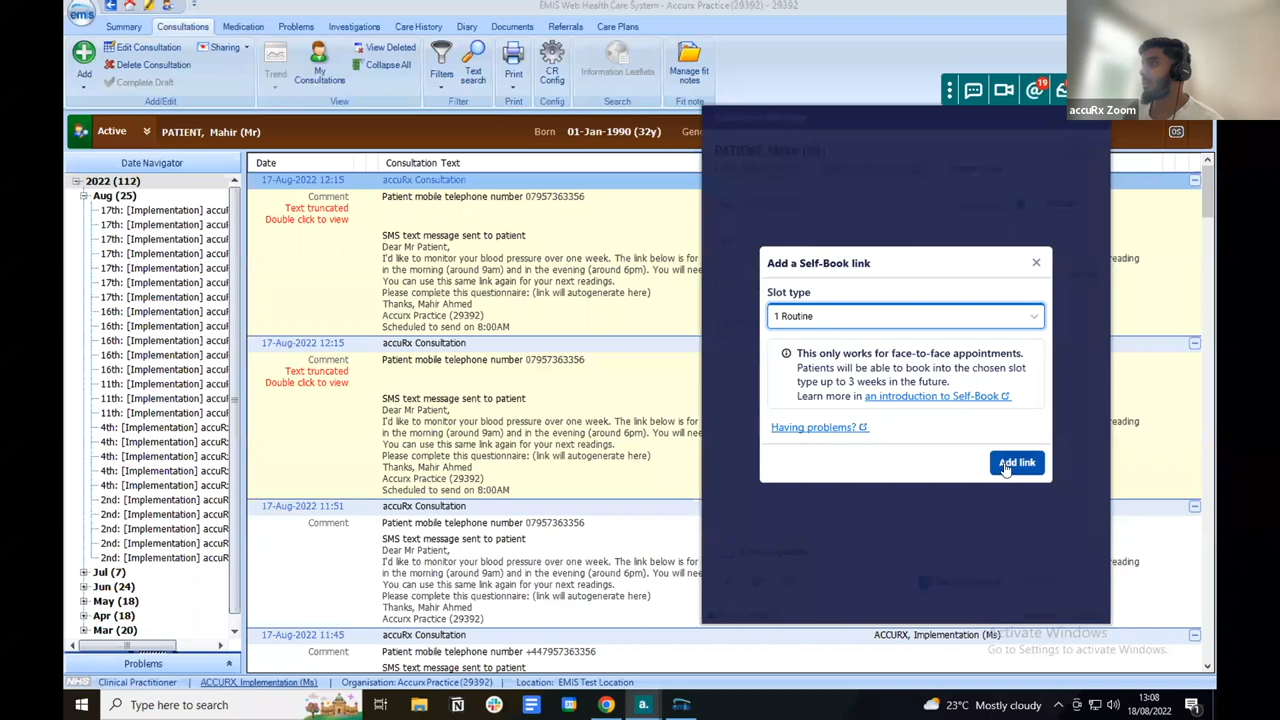 EMIS Web Health Care System - Accurx Practice (29392) - 29392
emis
Summary Consultations Medication Problems Investigations Care History Diary Documents Referrals Care Plans
Add
Edit Consultation
Delete Consultation
Complete Draft
Sharing
Add/Edit
Trend
My Consultations
View Deleted
Collapse All
View
Filters
Text search
Filter
Print
Print
CR Config
Config
Information Leaflets
Search
Manage fit notes
Fit note
19
accuRx Zoom
Active PATIENT, Mahir (Mr) Born 01-Jan-1990 (32y) Gen
Date Navigator
2022 (112)
Aug (25)
17th: [Implementation] accuR
17th: [Implementation] accuR
17th: [Implementation] accuR
17th: [Implementation] accuR
17th: [Implementation] accuR
17th: [Implementation] accuR
17th: [Implementation] accuR
16th: [Implementation] accuR
16th: [Implementation] accuR
16th: [Implementation] accuR
16th: [Implementation] accuR
16th: [Implementation] accuR
11th: [Implementation] accuR
11th: [Implementation] accuR
11th: [Implementation] accuR
4th: [Implementation] accuRx
4th: [Implementation] accuRx
4th: [Implementation] accuRx
4th: [Implementation] accuRx
4th: [Implementation] accuRx
2nd: [Implementation] accuR
2nd: [Implementation] accuR
2nd: [Implementation] accuR
2nd: [Implementation] accuR
2nd: [Implementation] accuR
Jul (7)
Jun (24)
May (18)
Apr (18)
Mar (20)
Problems
Date Consultation Text
17-Aug-2022 12:15 accuRx Consultation
Comment Patient mobile telephone number 07957363356
Text truncated
Double click to view
SMS text message sent to patient
Dear Mr Patient,
I'd like to monitor your blood pressure over one week. The link below is for
in the morning (around 9am) and in the evening (around 6pm). You will nee
You can use this same link again for your next readings.
Please complete this questionnaire: (link will autogenerate here)
Thanks, Mahir Ahmed
Accurx Practice (29392)
Scheduled to send on 8:00AM
17-Aug-2022 12:15 accuRx Consultation
Comment Patient mobile telephone number 07957363356
Text truncated
Double click to view
SMS text message sent to patient
Dear Mr Patient,
I'd like to monitor your blood pressure over one week. The link below is for
in the morning (around 9am) and in the evening (around 6pm). You will nee
You can use this same link again for your next readings.
Please complete this questionnaire: (link will autogenerate here)
Thanks, Mahir Ahmed
Accurx Practice (29392)
Scheduled to send on 8:00AM
17-Aug-2022 11:51 accuRx Consultation
Comment Patient mobile telephone number 07957363356
SMS text message sent to patient
Dear Mr Patient,
I'd like to monitor your blood pressure over one week. The link below is for
in the morning (around 9am) and in the evening (around 6pm). You will nee
You can use this same link again for your next readings.
Please complete this questionnaire: (link will autogenerate here)
Thanks, Mahir Ahmed
Accurx Practice (29392)
17-Aug-2022 11:45 accuRx Consultation ACCURX, Implementation (Ms)
Comment Patient mobile telephone number +447957363356
SMS text message sent to patient
eading
eading
eading
Add a Self-Book link
Slot type
1 Routine
This only works for face-to-face appointments.
Patients will be able to book into the chosen slot
type up to 3 weeks in the future.
Learn more in an introduction to Self-Book
Having problems?
Add link
Activate Windows
Go to Settings to activate Windows.
NHS Clinical Practitioner ACCURX, Implementation (Ms) Organisation: Accurx Practice (29392) Location: EMIS Test Location
Type here to search
a.
23°C Mostly cloudy
13:08
18/08/2022